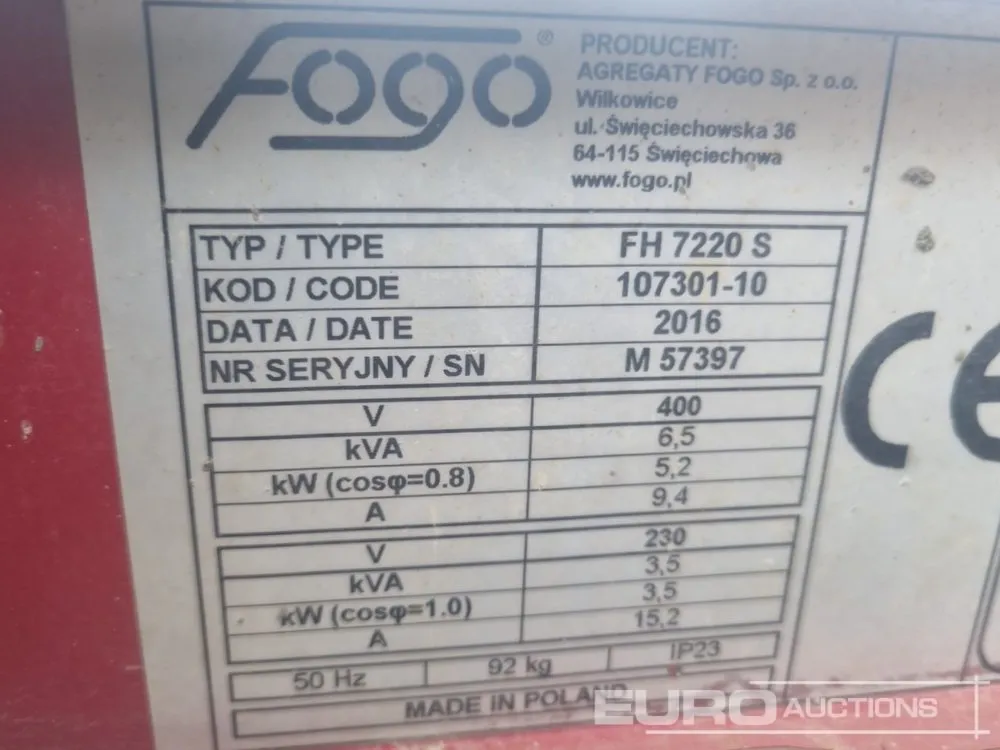 FOGO ®
PRODUCENT:
AGREGATY FOGO Sp. z o.o.
Wilkowice
ul. Święciechowska 36
64-115 Święciechowa
www.fogo.pl
TYP / TYPE FH 7220 S
KOD / CODE 107301-10
DATA / DATE 2016
NR SERYJNY / SN M 57397
V 400
kVA 6,5
kW (cosφ=0.8) 5,2
A 9,4
V 230
kVA 3,5
kW (cosφ=1.0) 3,5
A 15,2
50 Hz 92 kg IP23
MADE IN POLAND
CE
EURO AUCTIONS